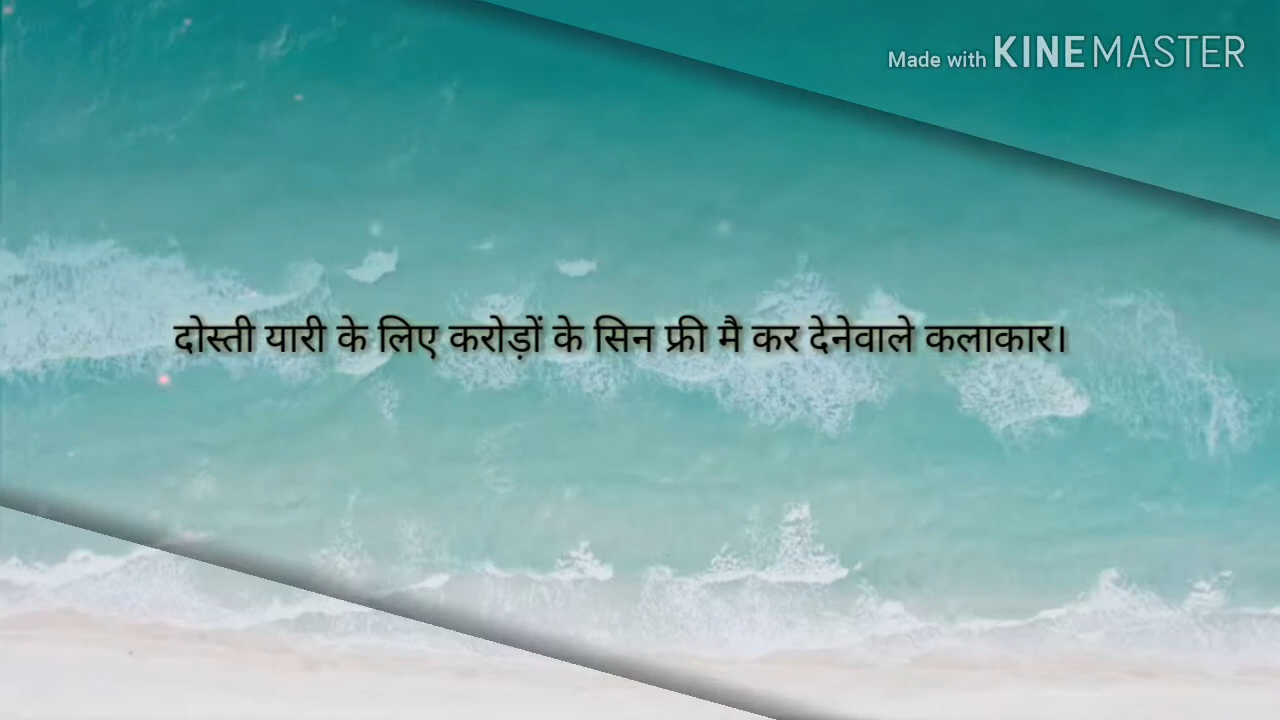 Made with KINEMASTER
दोस्ती यारी के लिए करोड़ों के सिन फ्री मै कर देनेवाले कलाकार।